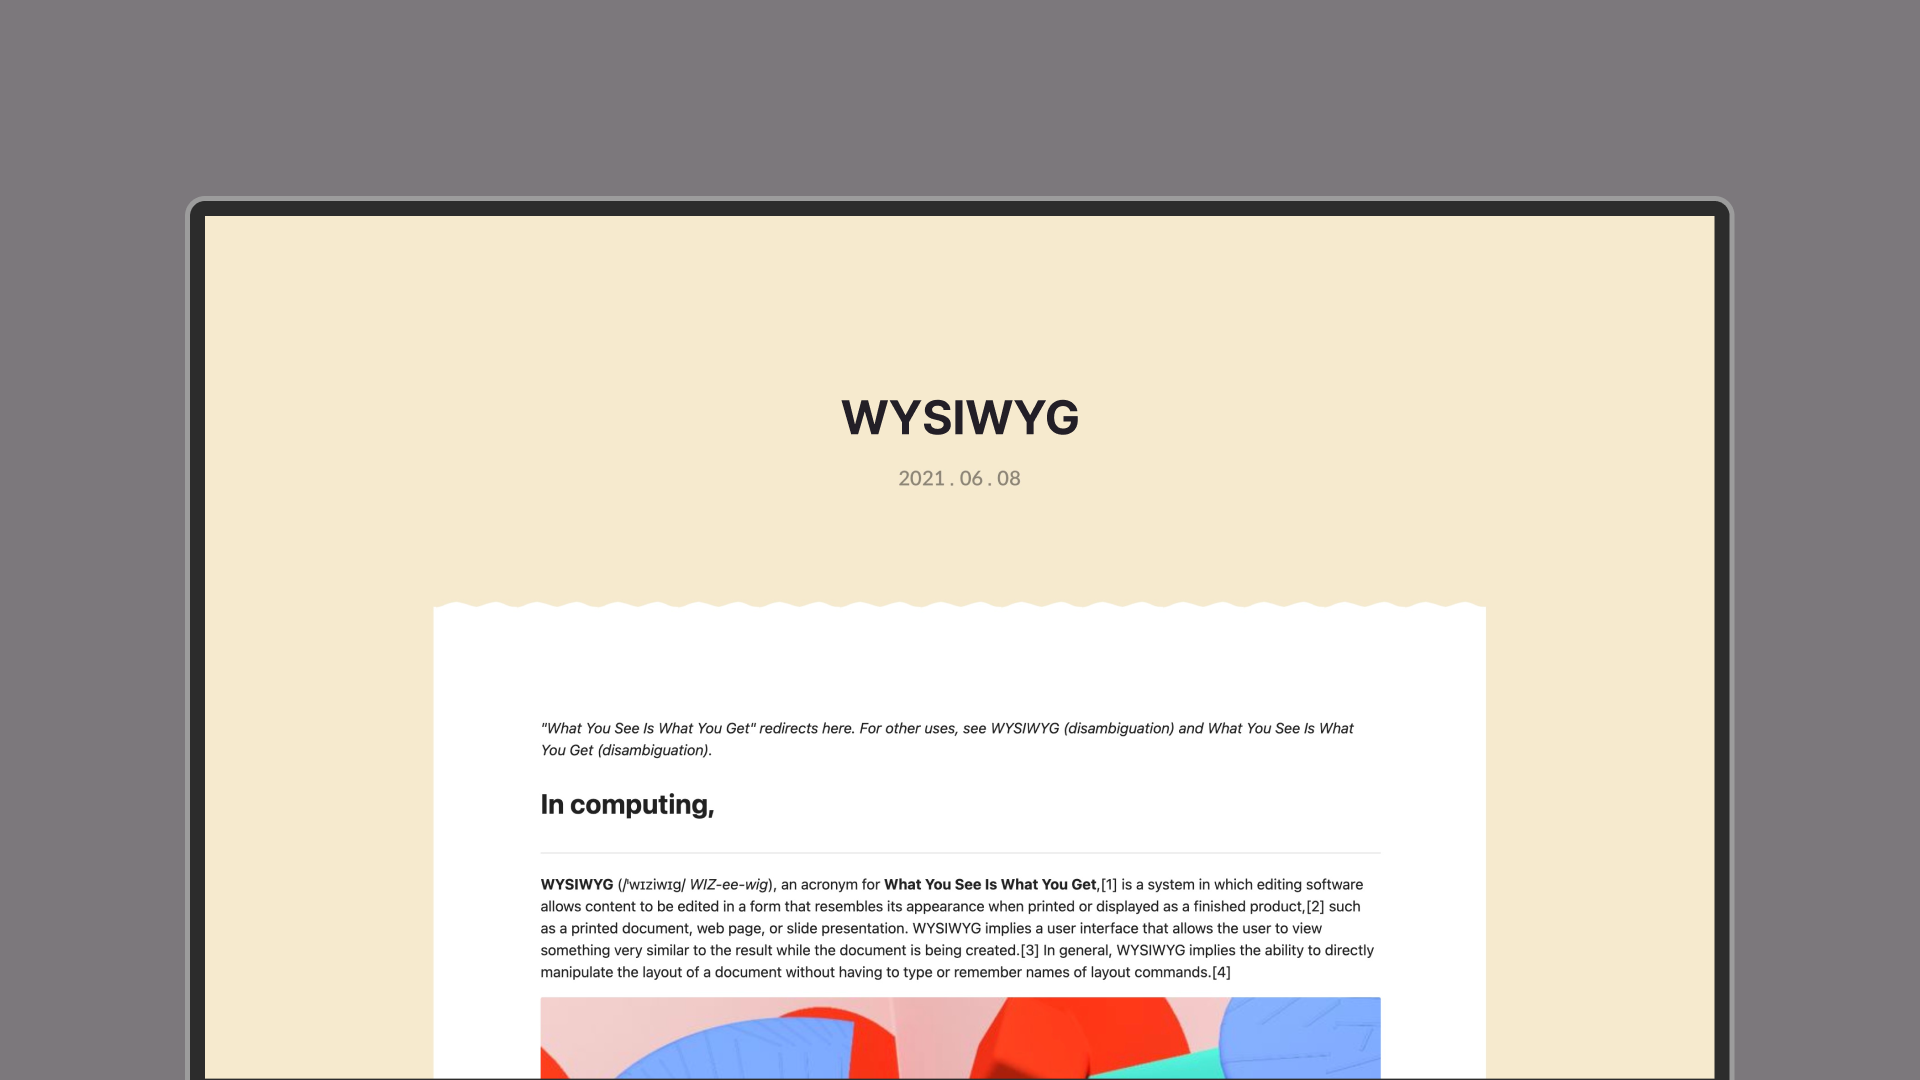 WYSIWYG
2021 . 06 . 08
"What You See Is What You Get" redirects here. For other uses, see WYSIWYG (disambiguation) and What You See Is What
You Get (disambiguation).
In computing,
WYSIWYG (/ˈwɪziwɪɡ/ WIZ-ee-wig), an acronym for What You See Is What You Get,[1] is a system in which editing software
allows content to be edited in a form that resembles its appearance when printed or displayed as a finished product,[2] such
as a printed document, web page, or slide presentation. WYSIWYG implies a user interface that allows the user to view
something very similar to the result while the document is being created.[3] In general, WYSIWYG implies the ability to directly
manipulate the layout of a document without having to type or remember names of layout commands.[4]